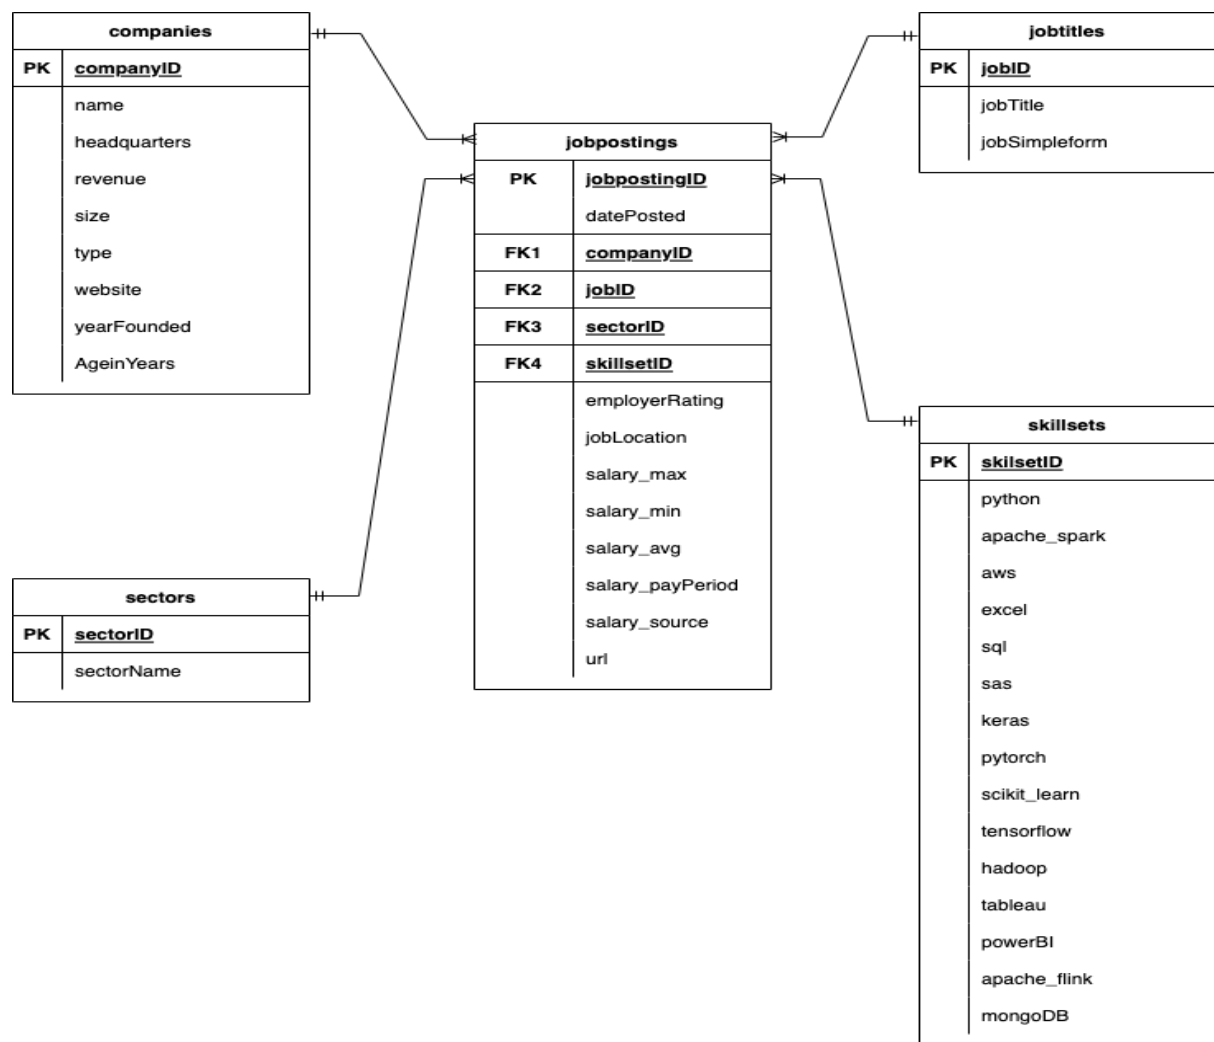 companies
PK companyID
name
headquarters
revenue
size
type
website
yearFounded
AgeinYears
jobtitles
PK jobID
jobTitle
jobSimpleform
jobpostings
PK jobpostingID
datePosted
FK1 companyID
FK2 jobID
FK3 sectorID
FK4 skillsetID
employerRating
jobLocation
salary_max
salary_min
salary_avg
salary_payPeriod
salary_source
url
sectors
PK sectorID
sectorName
skillsets
PK skilsetID
python
apache_spark
aws
excel
sql
sas
keras
pytorch
scikit_learn
tensorflow
hadoop
tableau
powerBI
apache_flink
mongoDB